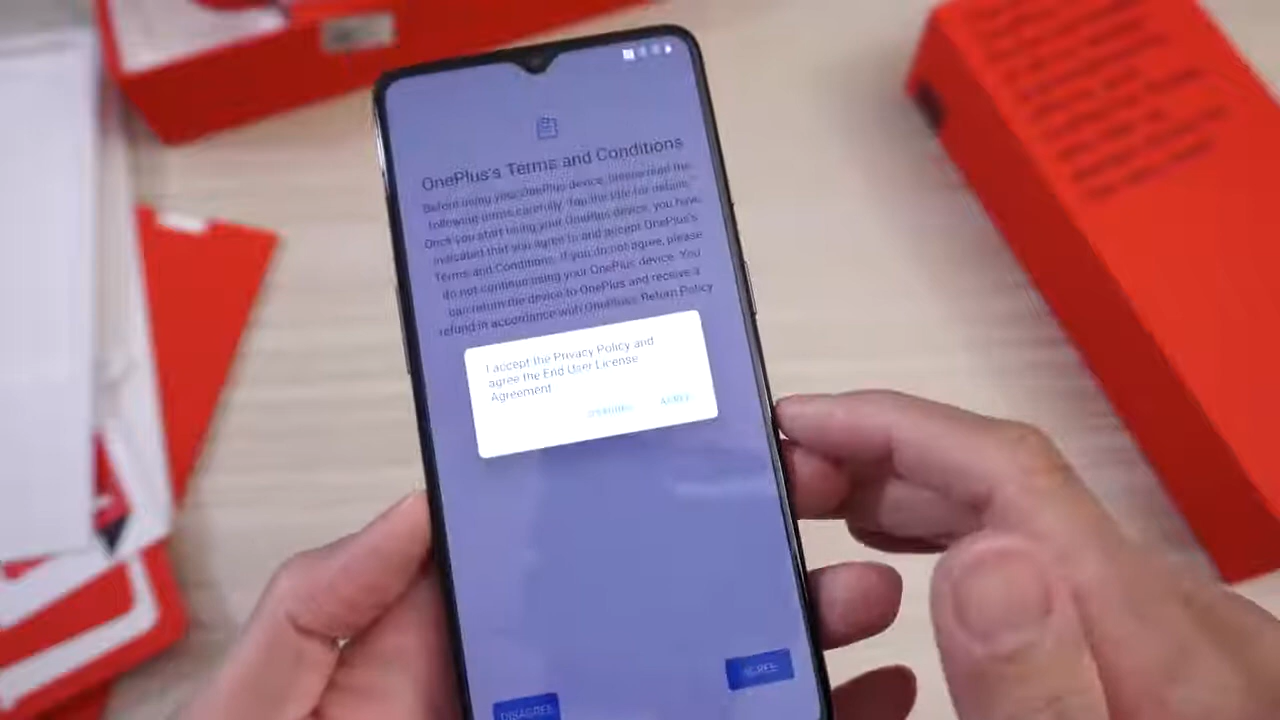 OnePlus's Terms and Conditions
Before using your OnePlus device, please read the
following terms carefully. Tap the title for details.
Once you start using your OnePlus device, you have
indicated that you agree to and accept OnePlus's
Terms and Conditions. If you do not agree, please
do not continue using your OnePlus device. You
can return the device to OnePlus and receive a
refund in accordance with OnePlus's Return Policy
I accept the Privacy Policy and
agree the End User License
Agreement
DISAGREE AGREE
AGREE
DISAGREE